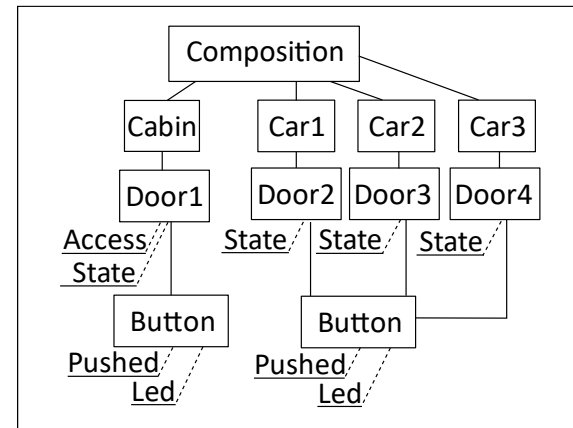 Composition
Cabin Car1 Car2 Car3
Door1 Door2 Door3 Door4
Access State State State
State
Button Button
Pushed Pushed
Led Led